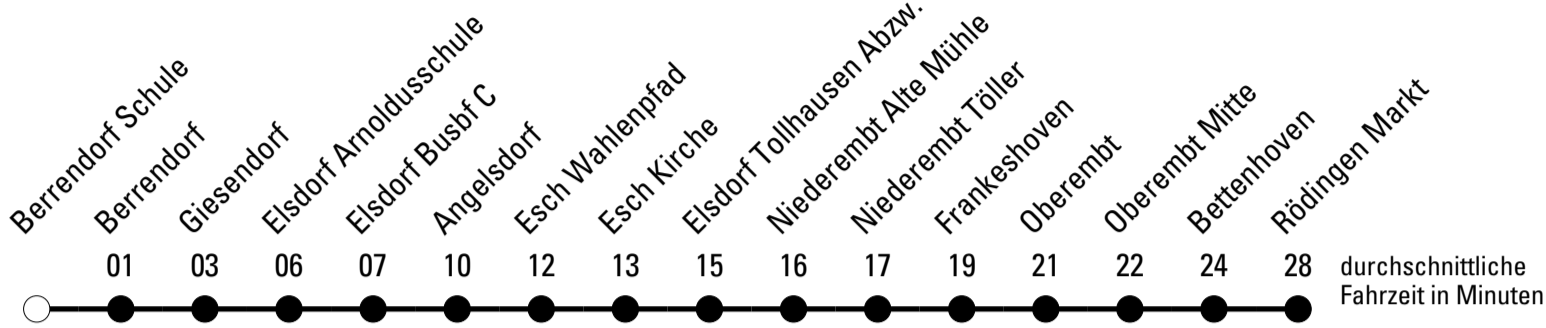 Berrendorf Schule
Berrendorf
Giesendorf
Elsdorf Arnoldusschule
Elsdorf Busbf C
Angelsdorf
Esch Wahlenpfad
Esch Kirche
Elsdorf Tollhausen Abzw.
Niederembt Alte Mühle
Niederembt Töller
Frankeshoven
Oberembt
Oberembt Mitte
Bettenhoven
Rödingen Markt
01 03 06 07 10 12 13 15 16 17 19 21 22 24 28
durchschnittliche
Fahrzeit in Minuten